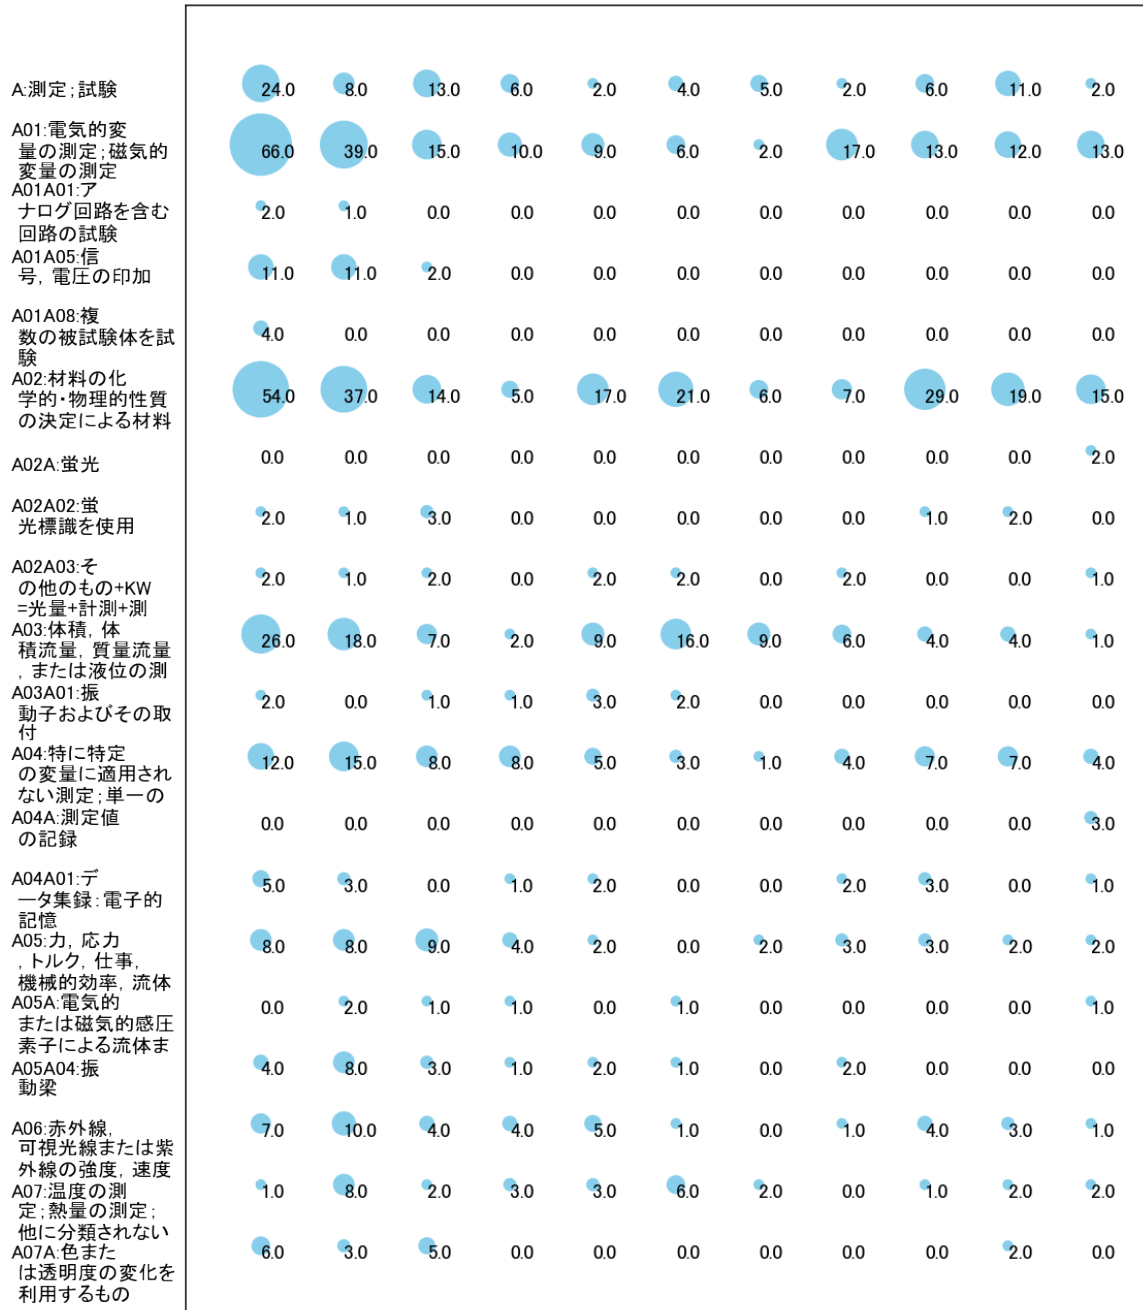 A:測定;試験 24.0 8.0 13.0 6.0 2.0 4.0 5.0 2.0 6.0 11.0 2.0
A01:電気的変
量の測定;磁気的
変量の測定
66.0 39.0 15.0 10.0 9.0 6.0 2.0 17.0 13.0 12.0 13.0
A01A01:ア
ナログ回路を含む
回路の試験
2.0 1.0 0.0 0.0 0.0 0.0 0.0 0.0 0.0 0.0 0.0
A01A05:信
号, 電圧の印加
11.0 11.0 2.0 0.0 0.0 0.0 0.0 0.0 0.0 0.0 0.0
A01A08:複
数の被試験体を試
験
4.0 0.0 0.0 0.0 0.0 0.0 0.0 0.0 0.0 0.0 0.0
A02:材料の化
学的・物理的性質
の決定による材料
54.0 37.0 14.0 5.0 17.0 21.0 6.0 7.0 29.0 19.0 15.0
A02A:蛍光 0.0 0.0 0.0 0.0 0.0 0.0 0.0 0.0 0.0 0.0 2.0
A02A02:蛍
光標識を使用
2.0 1.0 3.0 0.0 0.0 0.0 0.0 0.0 1.0 2.0 0.0
A02A03:そ
の他のもの+KW
=光量+計測+測
2.0 1.0 2.0 0.0 2.0 2.0 0.0 2.0 0.0 0.0 1.0
A03:体積, 体
積流量, 質量流量
, または液位の測
26.0 18.0 7.0 2.0 9.0 16.0 9.0 6.0 4.0 4.0 1.0
A03A01:振
動子およびその取
付
2.0 0.0 1.0 1.0 3.0 2.0 0.0 0.0 0.0 0.0 0.0
A04:特に特定
の変量に適用され
ない測定;単一の
12.0 15.0 8.0 8.0 5.0 3.0 1.0 4.0 7.0 7.0 4.0
A04A:測定値
の記録
0.0 0.0 0.0 0.0 0.0 0.0 0.0 0.0 0.0 0.0 3.0
A04A01:デ
ータ集録:電子的
記憶
5.0 3.0 0.0 1.0 2.0 0.0 0.0 2.0 3.0 0.0 1.0
A05:力, 応力
, トルク, 仕事,
機械的効率, 流体
8.0 8.0 9.0 4.0 2.0 0.0 2.0 3.0 3.0 2.0 2.0
A05A:電気的
または磁気的感圧
素子による流体ま
0.0 2.0 1.0 1.0 0.0 1.0 0.0 0.0 0.0 0.0 1.0
A05A04:振
動梁
4.0 8.0 3.0 1.0 2.0 1.0 0.0 2.0 0.0 0.0 0.0
A06:赤外線,
可視光線または紫
外線の強度, 速度
7.0 10.0 4.0 4.0 5.0 1.0 0.0 1.0 4.0 3.0 1.0
A07:温度の測
定;熱量の測定;
他に分類されない
1.0 8.0 2.0 3.0 3.0 6.0 2.0 0.0 1.0 2.0 2.0
A07A:色また
は透明度の変化を
利用するもの
6.0 3.0 5.0 0.0 0.0 0.0 0.0 0.0 0.0 2.0 0.0